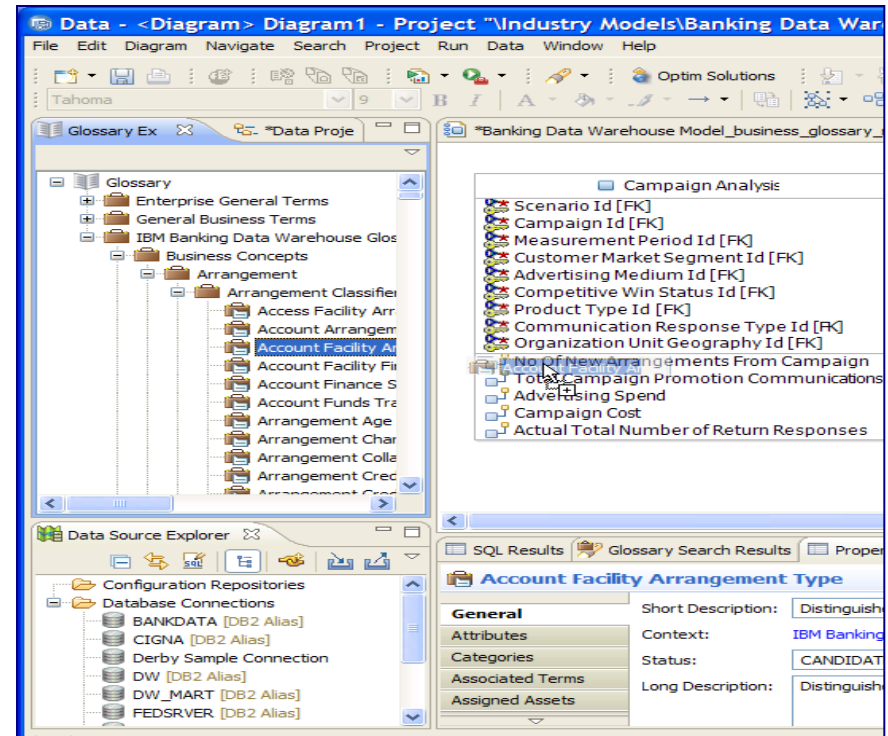 Data - <Diagram> Diagram1 - Project "\Industry Models\Banking Data War
File Edit Diagram Navigate Search Project Run Data Window Help
Optim Solutions
Tahoma 9 B I A
Glossary Ex *Data Proje
Glossary
Enterprise General Terms
General Business Terms
IBM Banking Data Warehouse Glos
Business Concepts
Arrangement
Arrangement Classifier
Access Facility Arr
Account Arrangem
Account Facility Ar
Account Facility Fi
Account Finance S
Account Funds Tra
Arrangement Age
Arrangement Char
Arrangement Colla
Arrangement Cred
Arrangement Cred
*Banking Data Warehouse Model_business_glossary_
Campaign Analysis
Scenario Id [FK]
Campaign Id [FK]
Measurement Period Id [FK]
Customer Market Segment Id [FK]
Advertising Medium Id [FK]
Competitive Win Status Id [FK]
Product Type Id [FK]
Communication Response Type Id [FK]
Organization Unit Geography Id [FK]
No Of New Arrangements From Campaign
Account Facility Ar
Total Campaign Promotion Communications
Advertising Spend
Campaign Cost
Actual Total Number of Return Responses
Data Source Explorer
Configuration Repositories
Database Connections
BANKDATA [DB2 Alias]
CIGNA [DB2 Alias]
Derby Sample Connection
DW [DB2 Alias]
DW_MART [DB2 Alias]
FEDSRVER [DB2 Alias]
SQL Results Glossary Search Results Proper
Account Facility Arrangement Type
General
Attributes
Categories
Associated Terms
Assigned Assets
Short Description: Distinguishe
Context: IBM Banking
Status: CANDIDAT
Long Description: Distinguishe